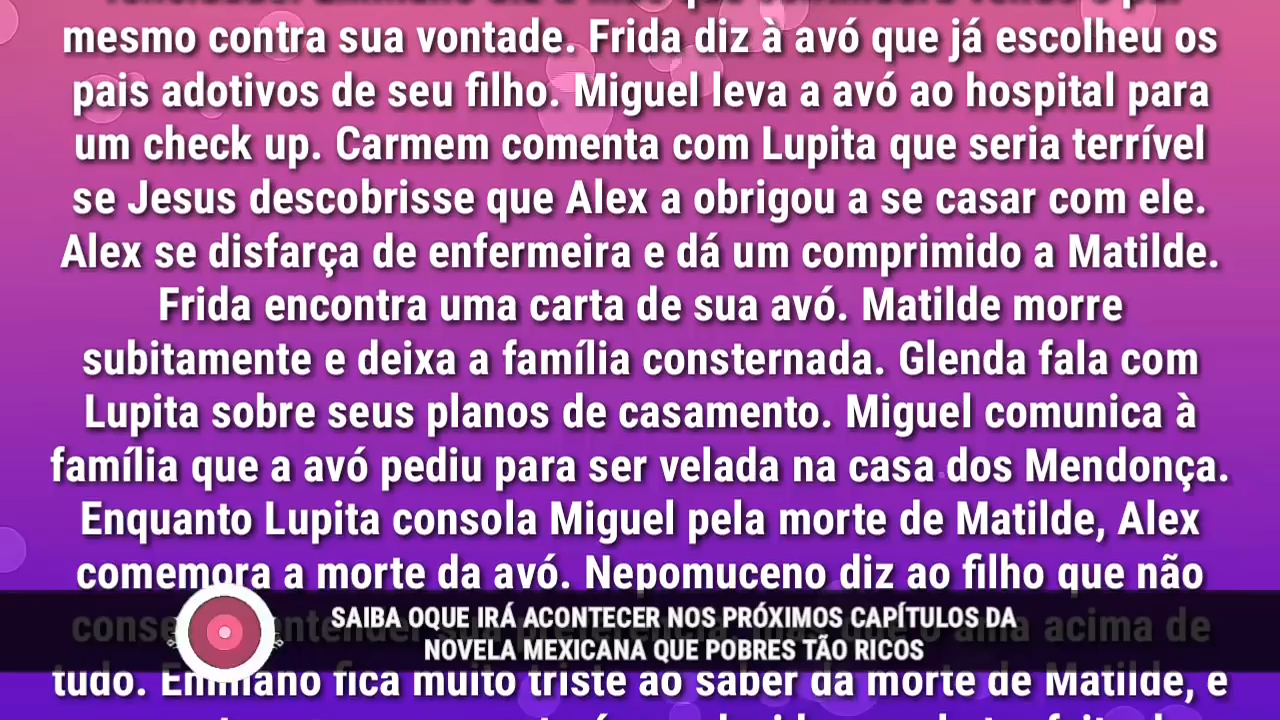 mesmo contra sua vontade. Frida diz à avó que já escolheu os
pais adotivos de seu filho. Miguel leva a avó ao hospital para
um check up. Carmem comenta com Lupita que seria terrível
se Jesus descobrisse que Alex a obrigou a se casar com ele.
Alex se disfarça de enfermeira e dá um comprimido a Matilde.
Frida encontra uma carta de sua avó. Matilde morre
subitamente e deixa a família consternada. Glenda fala com
Lupita sobre seus planos de casamento. Miguel comunica à
família que a avó pediu para ser velada na casa dos Mendonça.
Enquanto Lupita consola Miguel pela morte de Matilde, Alex
comemora a morte da avó. Nepomuceno diz ao filho que não
acima de
SAIBA OQUE IRÁ ACONTECER NOS PRÓXIMOS CAPÍTULOS DA
NOVELA MEXICANA QUE POBRES TÃO RICOS
tudo. Emiliano fica muito triste ao saber da morte de Matilde, e